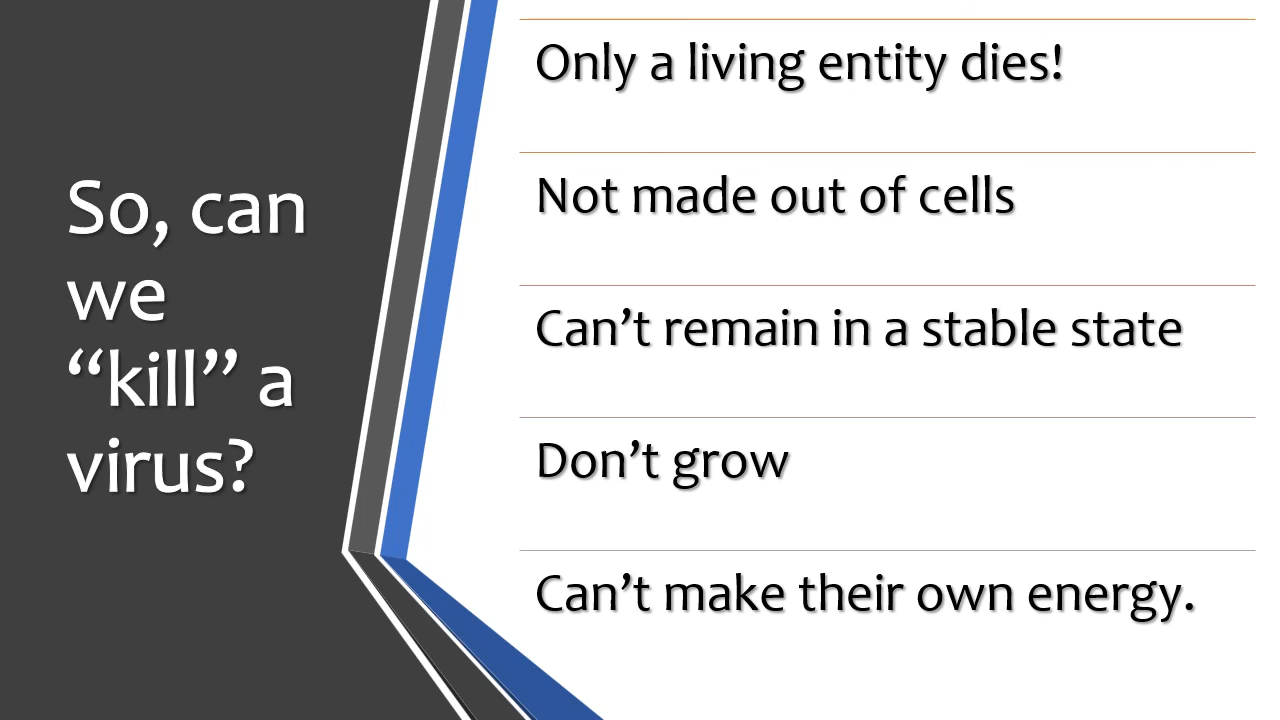 So, can
we
“kill” a
virus?
Only a living entity dies!
Not made out of cells
Can’t remain in a stable state
Don’t grow
Can’t make their own energy.